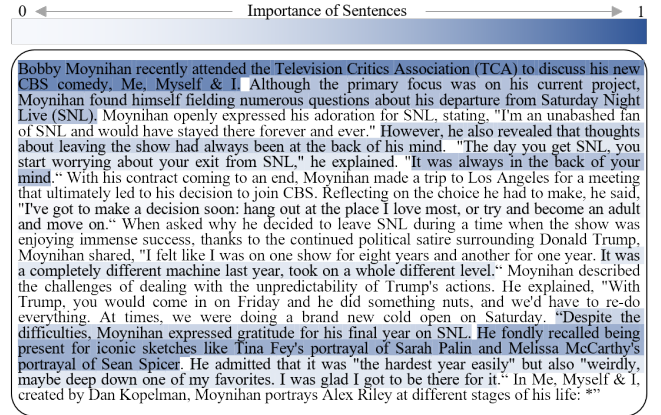 0 Importance of Sentences 1
Bobby Moynihan recently attended the Television Critics Association (TCA) to discuss his new
CBS comedy, Me, Myself & I. Although the primary focus was on his current project,
Moynihan found himself fielding numerous questions about his departure from Saturday Night
Live (SNL). Moynihan openly expressed his adoration for SNL, stating, "I'm an unabashed fan
of SNL and would have stayed there forever and ever." However, he also revealed that thoughts
about leaving the show had always been at the back of his mind. "The day you get SNL, you
start worrying about your exit from SNL," he explained. "It was always in the back of your
mind.“ With his contract coming to an end, Moynihan made a trip to Los Angeles for a meeting
that ultimately led to his decision to join CBS. Reflecting on the choice he had to make, he said,
"I've got to make a decision soon: hang out at the place I love most, or try and become an adult
and move on.“ When asked why he decided to leave SNL during a time when the show was
enjoying immense success, thanks to the continued political satire surrounding Donald Trump,
Moynihan shared, "I felt like I was on one show for eight years and another for one year. It was
a completely different machine last year, took on a whole different level.“ Moynihan described
the challenges of dealing with the unpredictability of Trump's actions. He explained, "With
Trump, you would come in on Friday and he did something nuts, and we'd have to re-do
everything. At times, we were doing a brand new cold open on Saturday. “Despite the
difficulties, Moynihan expressed gratitude for his final year on SNL. He fondly recalled being
present for iconic sketches like Tina Fey's portrayal of Sarah Palin and Melissa McCarthy's
portrayal of Sean Spicer. He admitted that it was "the hardest year easily" but also "weirdly,
maybe deep down one of my favorites. I was glad I got to be there for it.“ In Me, Myself & I,
created by Dan Kopelman, Moynihan portrays Alex Riley at different stages of his life: *”